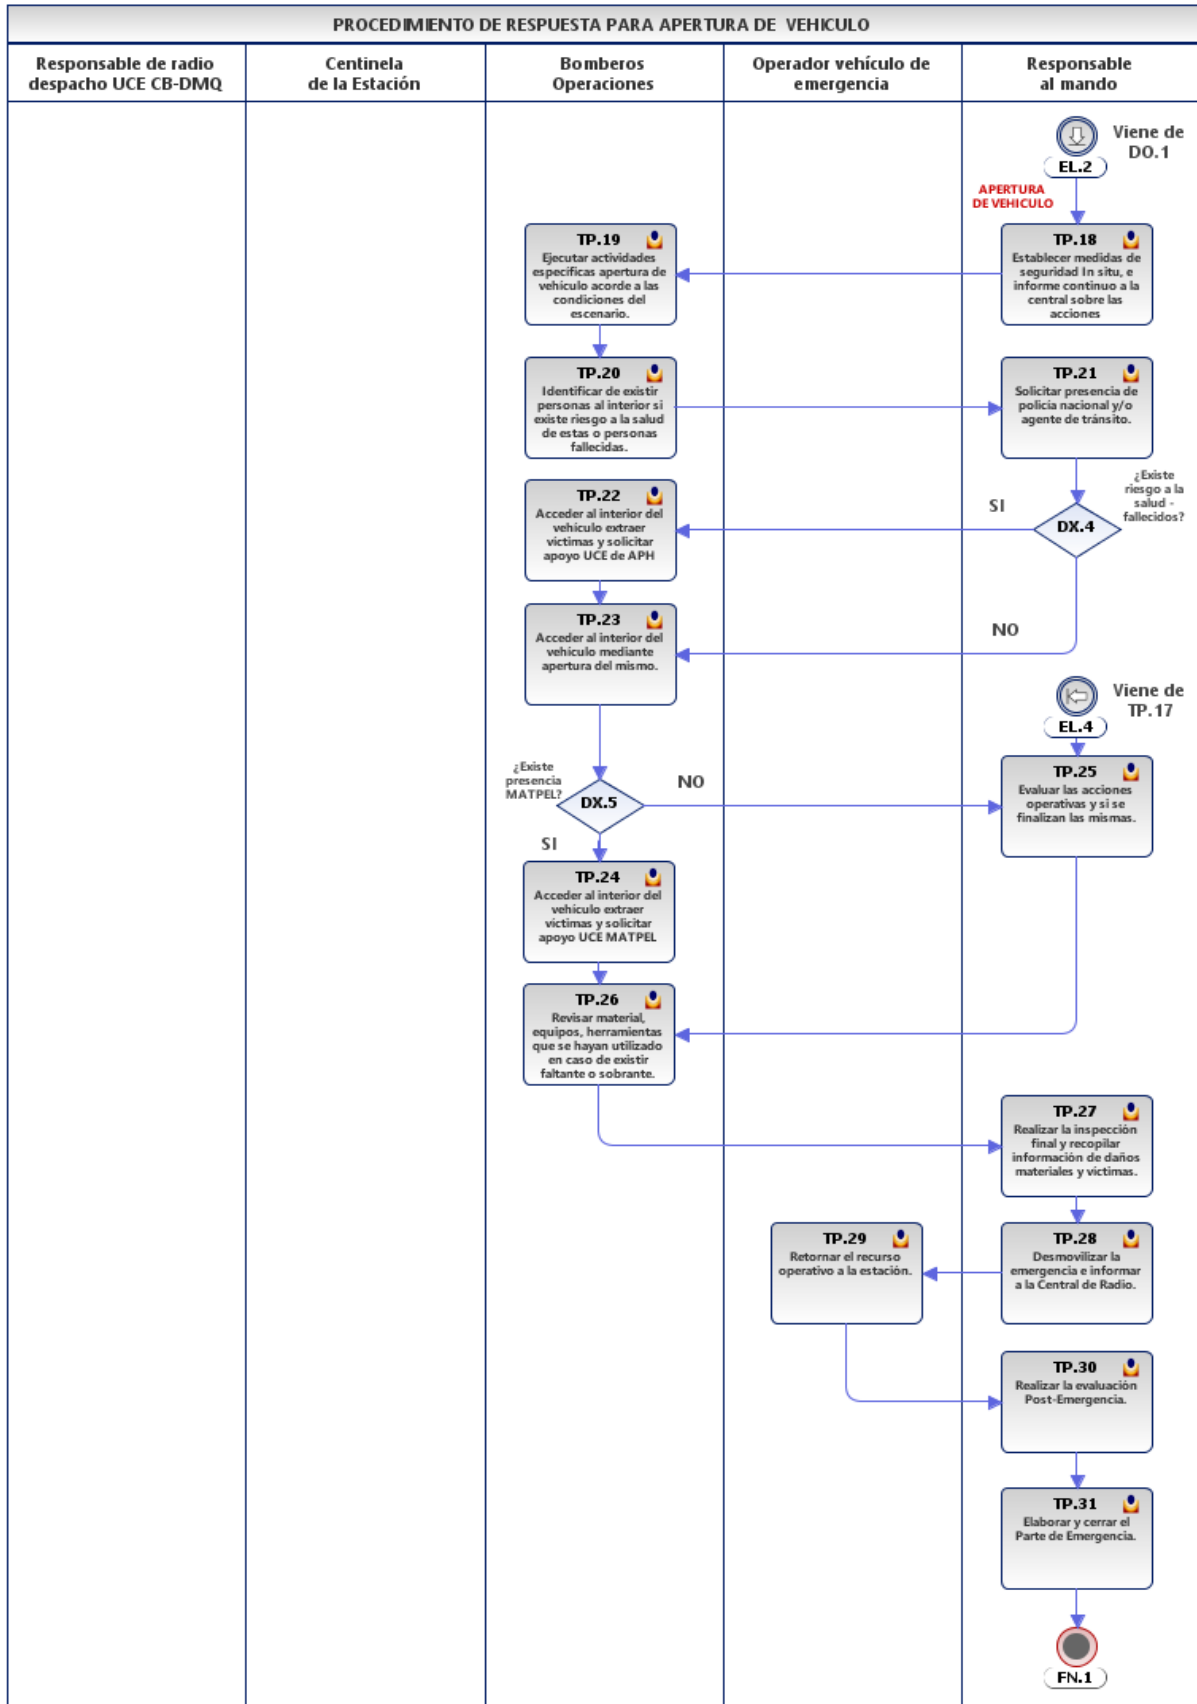 PROCEDIMIENTO DE RESPUESTA PARA APERTURA DE VEHICULO
Responsable de radio
despacho UCE CB-DMQ
Centinela
de la Estación
Bomberos
Operaciones
Operador vehículo de
emergencia
Responsable
al mando
Viene de
DO.1
EL.2
APERTURA
DE VEHICULO
TP.18
Establecer medidas de
seguridad In situ, e
informe continuo a la
central sobre las
acciones
TP.19
Ejecutar actividades
especificas apertura de
vehículo acorde a las
condiciones del
escenario.
TP.20
Identificar de existir
personas al interior si
existe riesgo a la salud
de estas o personas
fallecidas.
TP.21
Solicitar presencia de
policía nacional y/o
agente de tránsito.
¿Existe
riesgo a la
salud -
fallecidos?
DX.4
SI
NO
TP.22
Acceder al interior del
vehículo extraer
victimas y solicitar
apoyo UCE de APH
TP.23
Acceder al interior del
vehículo mediante
apertura del mismo.
Viene de
TP.17
EL.4
¿Existe
presencia
MATPEL?
DX.5
NO
SI
TP.25
Evaluar las acciones
operativas y si se
finalizan las mismas.
TP.24
Acceder al interior del
vehículo extraer
victimas y solicitar
apoyo UCE MATPEL
TP.26
Revisar material,
equipos, herramientas
que se hayan utilizado
en caso de existir
faltante o sobrante.
TP.27
Realizar la inspección
final y recopilar
información de daños
materiales y victimas.
TP.28
Desmovilizar la
emergencia e informar
a la Central de Radio.
TP.29
Retornar el recurso
operativo a la estación.
TP.30
Realizar la evaluación
Post-Emergencia.
TP.31
Elaborar y cerrar el
Parte de Emergencia.
FN.1